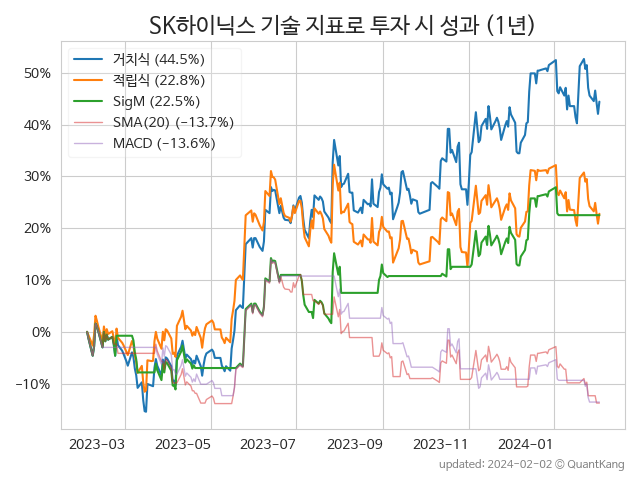 SK하이닉스 기술 지표로 투자 시 성과 (1년)
거치식 (44.5%)
적립식 (22.8%)
SigM (22.5%)
SMA(20) (−13.7%)
MACD (−13.6%)
50%
40%
30%
20%
10%
0%
−10%
2023-03 2023-05 2023-07 2023-09 2023-11 2024-01
updated: 2024-02-02 © QuantKang